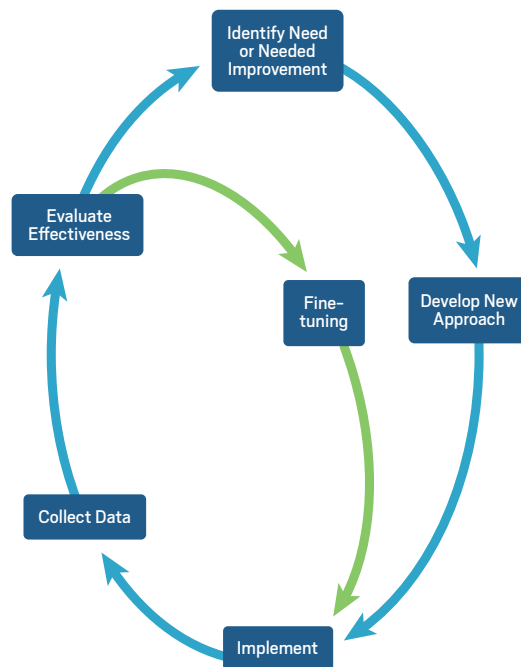 Identify Need
or Needed
Improvement
Evaluate
Effectiveness
Fine-
tuning
Develop New
Approach
Collect Data
Implement